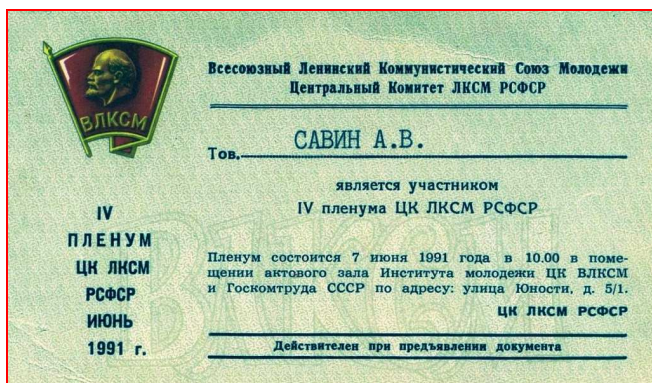 ВЛКСМ
Всесоюзный Ленинский Коммунистический Союз Молодежи
Центральный Комитет ЛКСМ РСФСР
Тов. САВИН А.В.
является участником
IV пленума ЦК ЛКСМ РСФСР
Пленум состоится 7 июня 1991 года в 10.00 в поме-
щении актового зала Института молодежи ЦК ВЛКСМ
и Госкомтруда СССР по адресу: улица Юности, д. 5/1.
ЦК ЛКСМ РСФСР
Действителен при предъявлении документа
IV
ПЛЕНУМ
ЦК ЛКСМ
РСФСР
ИЮНЬ
1991 г.
ВЛКСМ